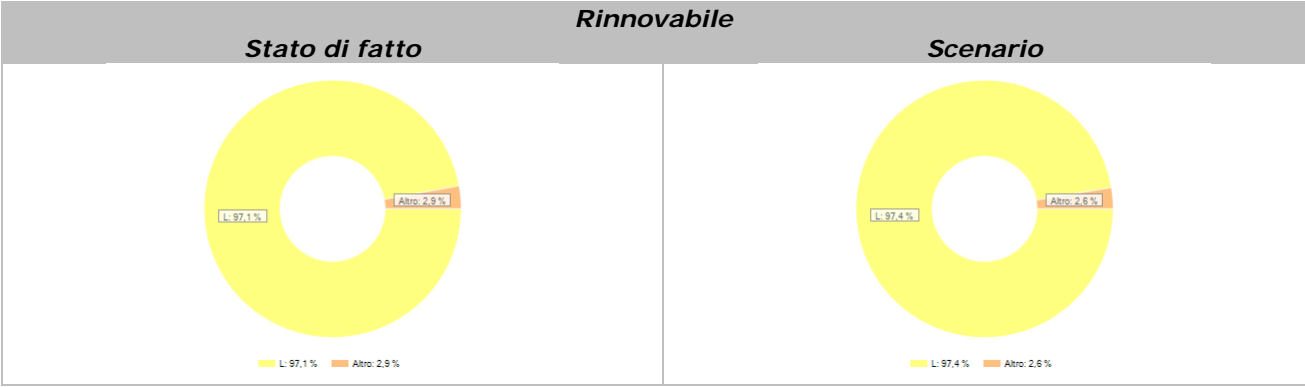 Rinnovabile
Stato di fatto
Scenario
L: 97,1 %
Altro: 2,9 %
L: 97,1 % Altro: 2,9 %
L: 97,4 %
Altro: 2,6 %
L: 97,4 % Altro: 2,6 %